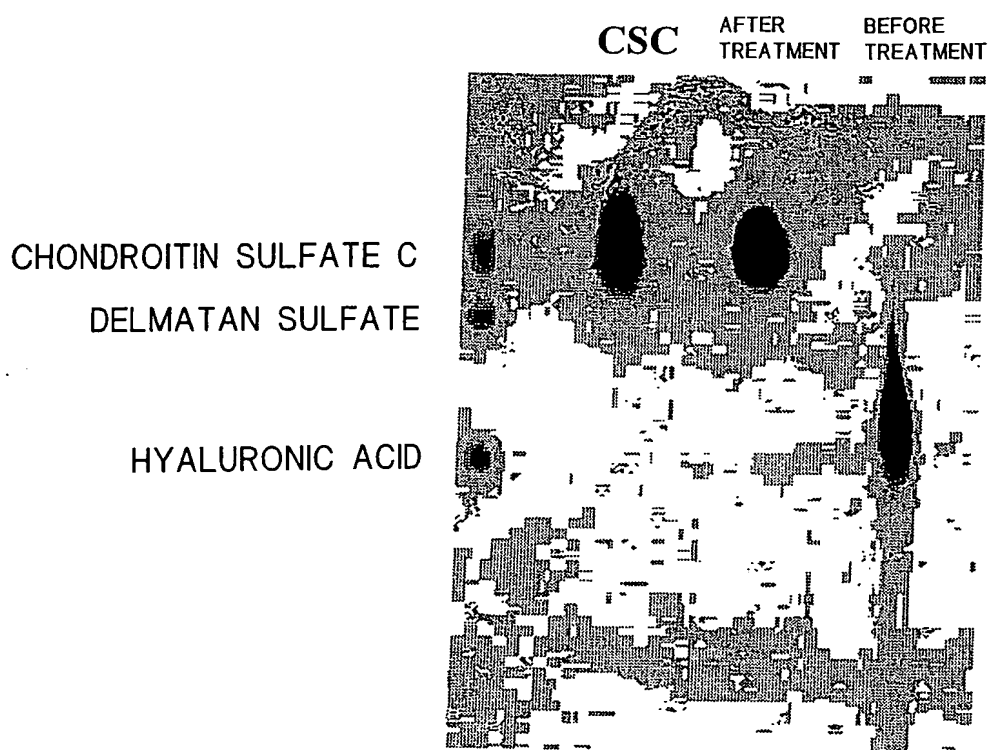 CSC
AFTER
TREATMENT
BEFORE
TREATMENT
CHONDROITIN SULFATE C
DELMATAN SULFATE
HYALURONIC ACID